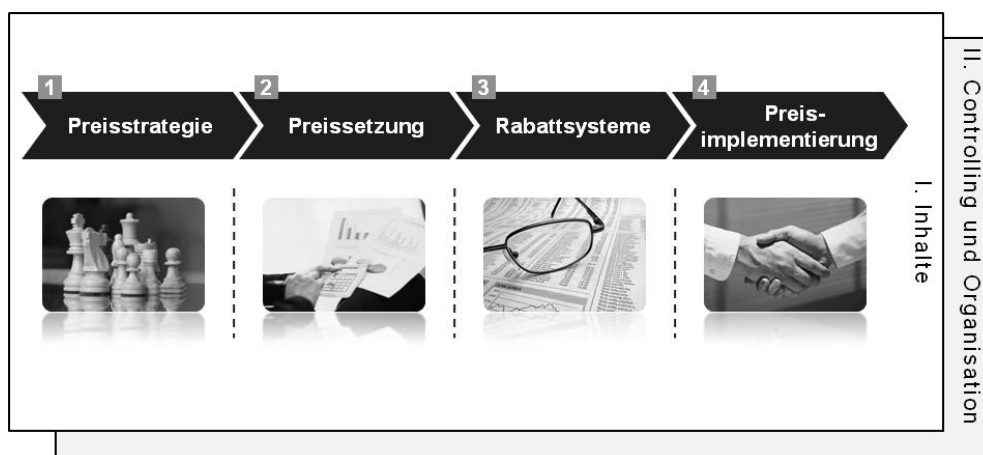 1
Preisstrategie
2
Preissetzung
3
Rabattsysteme
4
Preis-
implementierung
I. Inhalte
II. Controlling und Organisation